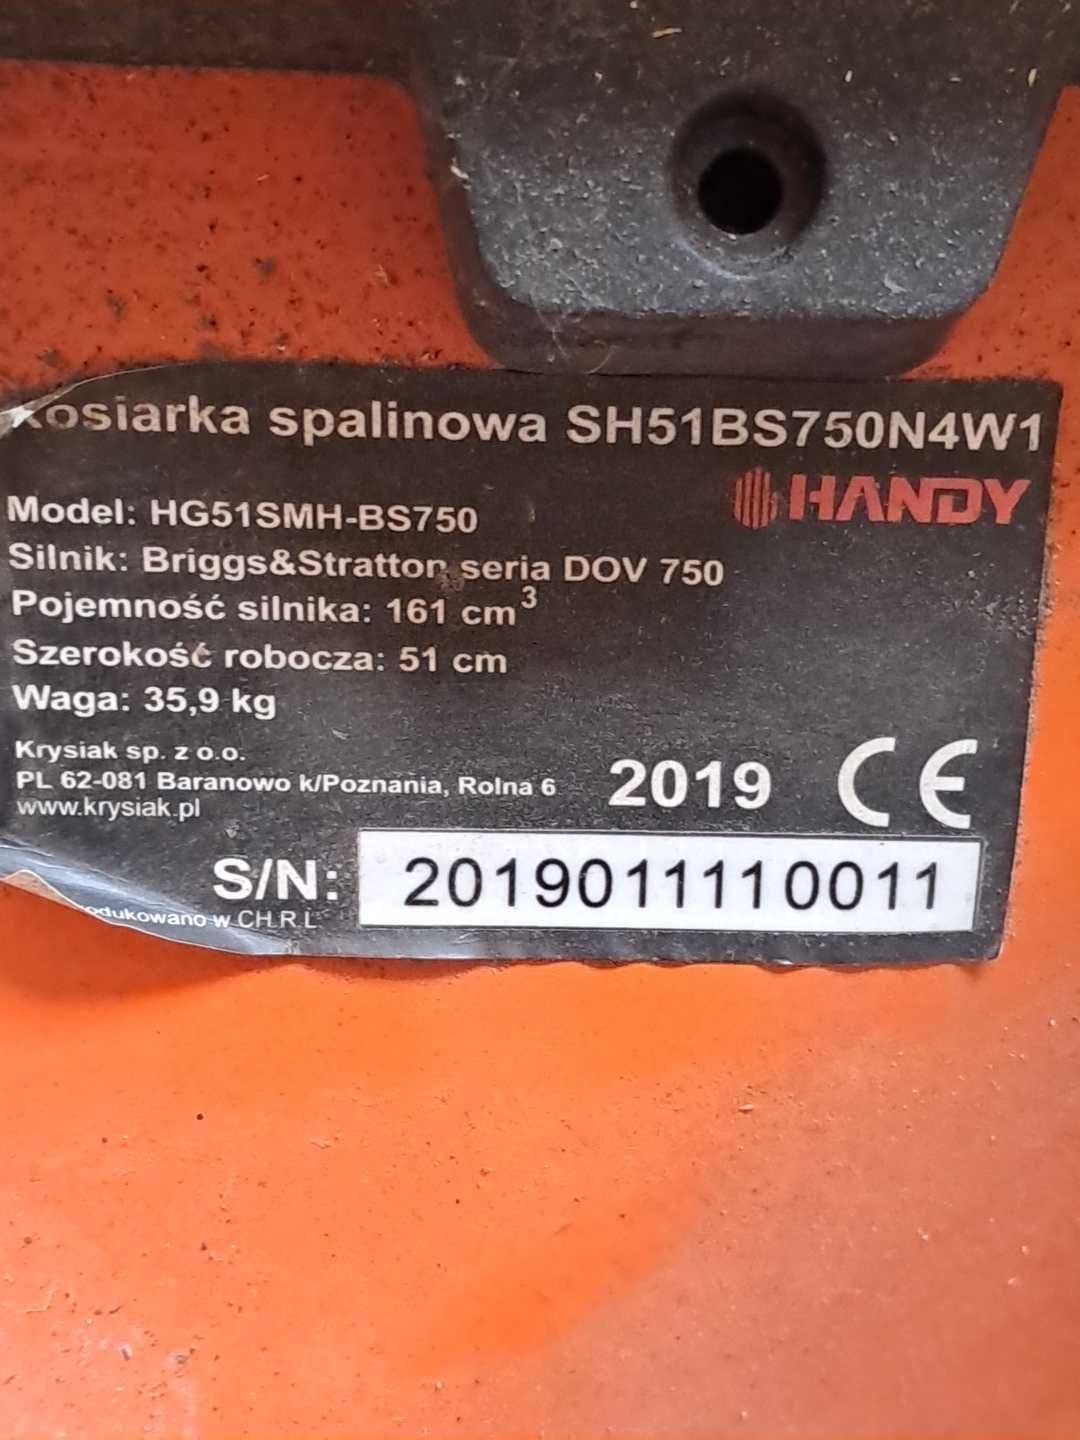 Kosiarka spalinowa SH51BS750N4W1
HANDY
Model: HG51SMH-BS750
Silnik: Briggs&Stratton seria DOV 750
Pojemność silnika: 161 cm³
Szerokość robocza: 51 cm
Waga: 35,9 kg
Krysiak sp. z o.o.
PL 62-081 Baranowo k/Poznania, Rolna 6
www.krysiak.pl
2019 CE
S/N: 2019011110011
odukowano w CH.R.L